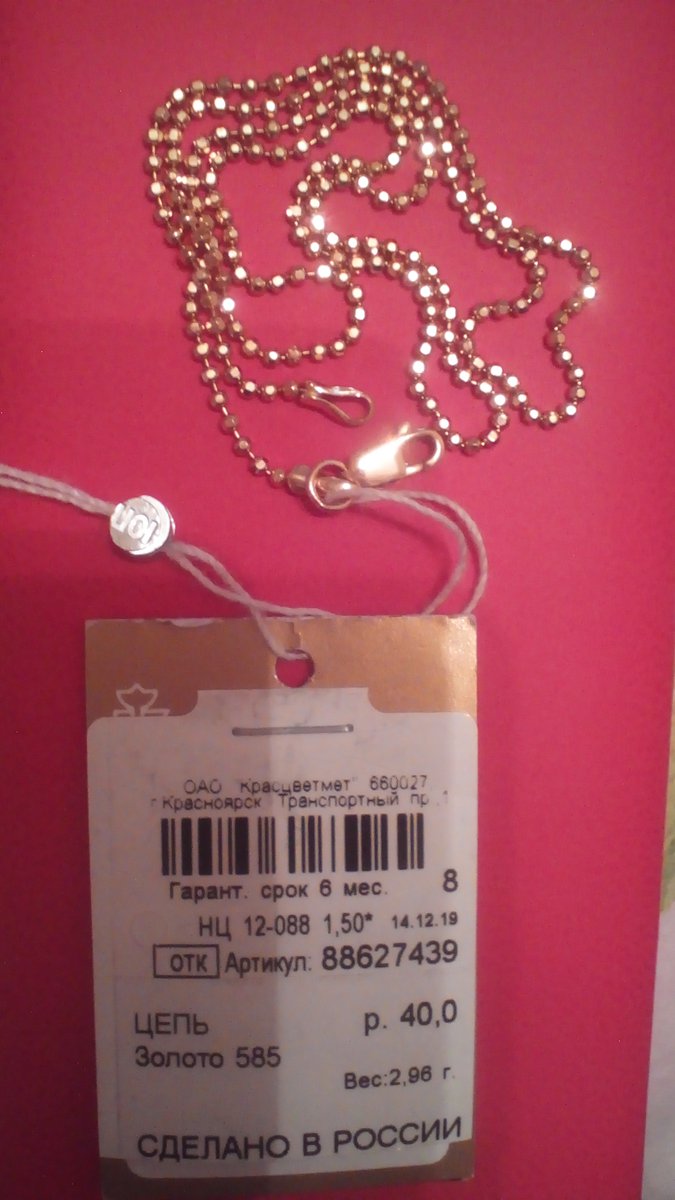 ЮП
ОАО "Красцветмет" 660027
г Красноярск Транспортный пр ,1
Гарант. срок 6 мес. 8
НЦ 12-088 1,50* 14.12.19
ОТК Артикул: 88627439
ЦЕПЬ р. 40,0
Золото 585
Вес:2,96 г.
СДЕЛАНО В РОССИИ